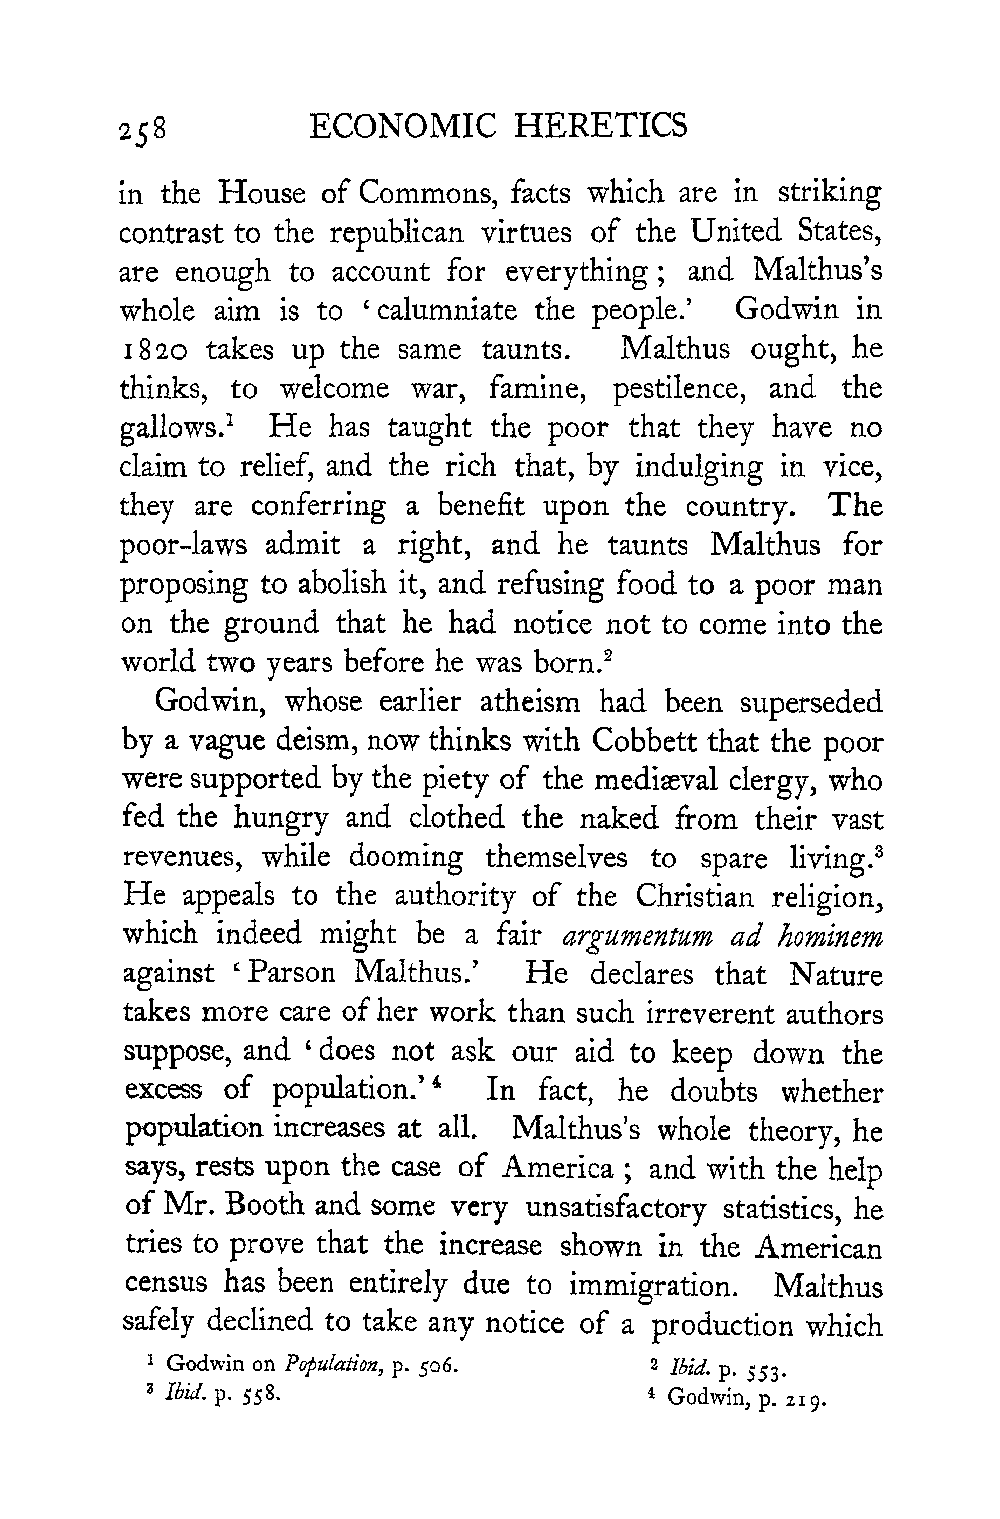 258 ECONOMIC HERETICS
in the House of Commons, facts which are in striking
contrast to the republican virtues of the United States,
are enough to account for everything ; and Malthus's
whole aim is to ‘ calumniate the people.’ Godwin in
1820 takes up the same taunts. Malthus ought, he
thinks, to welcome war, famine, pestilence, and the
gallows.¹ He has taught the poor that they have no
claim to relief, and the rich that, by indulging in vice,
they are conferring a benefit upon the country. The
poor-laws admit a right, and he taunts Malthus for
proposing to abolish it, and refusing food to a poor man
on the ground that he had notice not to come into the
world two years before he was born.²
Godwin, whose earlier atheism had been superseded
by a vague deism, now thinks with Cobbett that the poor
were supported by the piety of the mediæval clergy, who
fed the hungry and clothed the naked from their vast
revenues, while dooming themselves to spare living.³
He appeals to the authority of the Christian religion,
which indeed might be a fair argumentum ad hominem
against ‘ Parson Malthus.’ He declares that Nature
takes more care of her work than such irreverent authors
suppose, and ‘ does not ask our aid to keep down the
excess of population.’ ⁴ In fact, he doubts whether
population increases at all. Malthus's whole theory, he
says, rests upon the case of America ; and with the help
of Mr. Booth and some very unsatisfactory statistics, he
tries to prove that the increase shown in the American
census has been entirely due to immigration. Malthus
safely declined to take any notice of a production which
¹ Godwin on Population, p. 506. ² Ibid. p. 553.
³ Ibid. p. 558. ⁴ Godwin, p. 219.